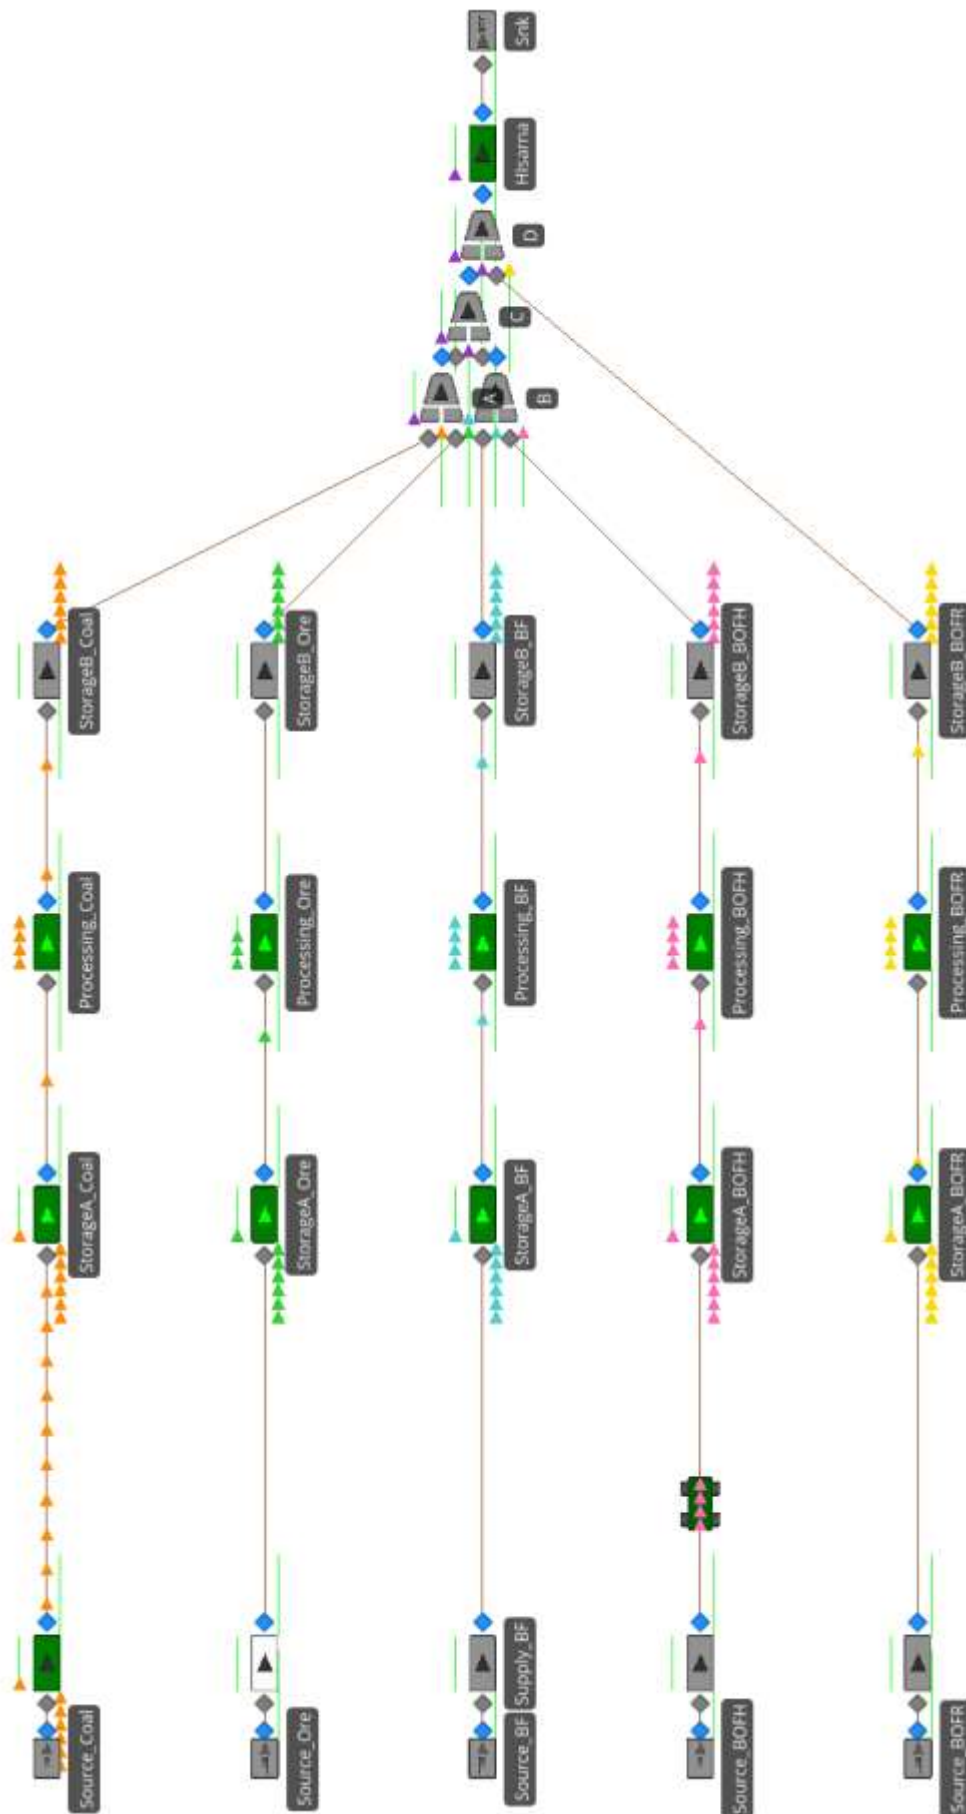 Source_Coal
StorageA_Coal
Processing_Coal
StorageB_Coal
Source_Ore
StorageA_Ore
Processing_Ore
StorageB_Ore
Source_BF
Supply_BF
StorageA_BF
Processing_BF
StorageB_BF
A
B
C
D
HIsarna
Snk
Source_BOFH
StorageA_BOFH
Processing_BOFH
StorageB_BOFH
Source_BOFR
StorageA_BOFR
Processing_BOFR
StorageB_BOFR